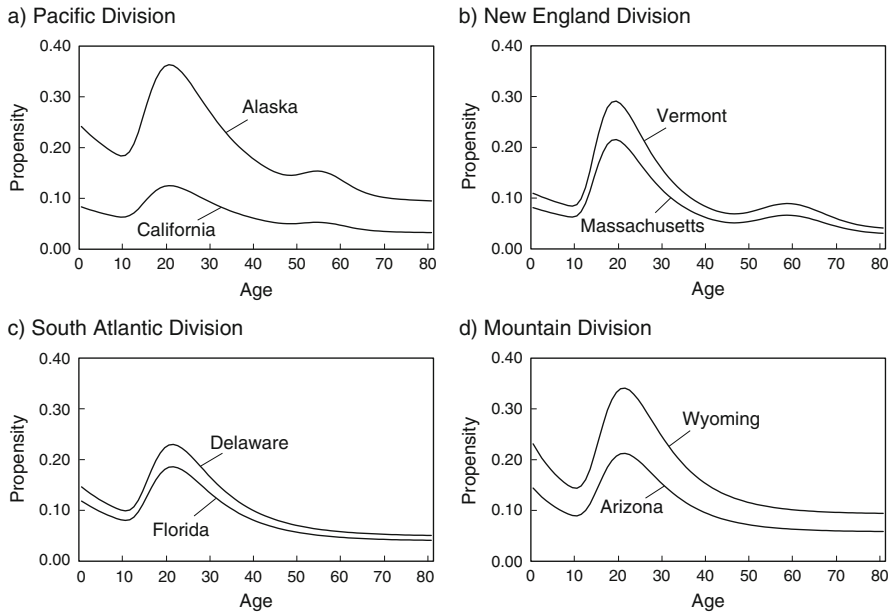 a) Pacific Division
Propensity
0.40
0.30
0.20
0.10
0.00
Alaska
California
0 10 20 30 40 50 60 70 80
Age
b) New England Division
Propensity
0.40
0.30
0.20
0.10
0.00
Vermont
Massachusetts
0 10 20 30 40 50 60 70 80
Age
c) South Atlantic Division
Propensity
0.40
0.30
0.20
0.10
0.00
Delaware
Florida
0 10 20 30 40 50 60 70 80
Age
d) Mountain Division
Propensity
0.40
0.30
0.20
0.10
0.00
Wyoming
Arizona
0 10 20 30 40 50 60 70 80
Age